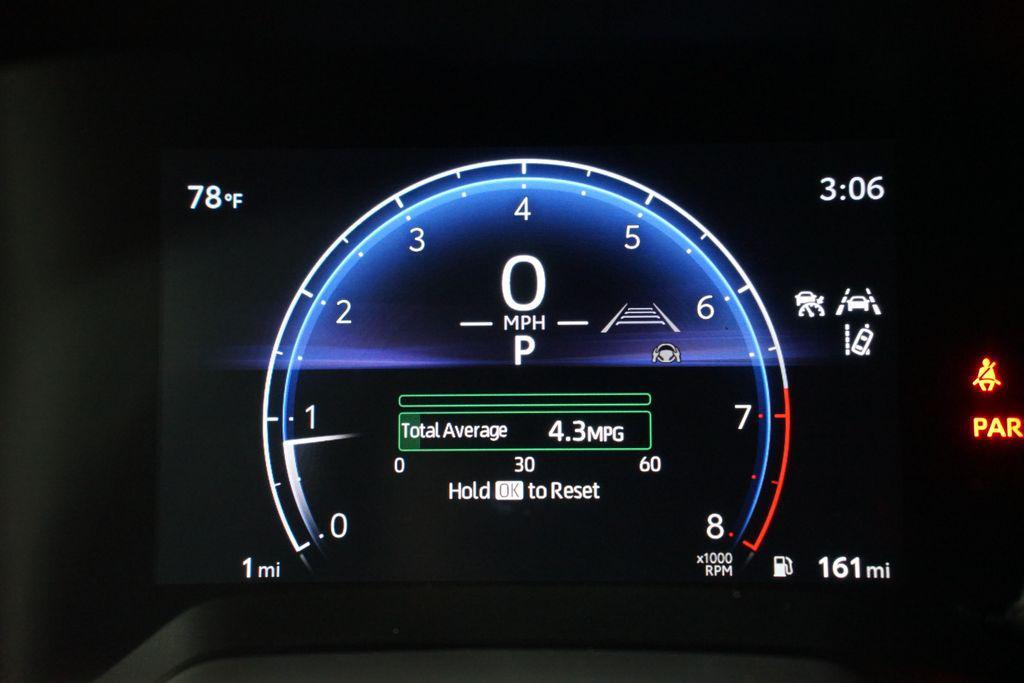 78°F
3:06
4
3
5
0
2
6
MPH
P
PAR
1
7
Total Average 4.3MPG
0 30 60
Hold OK to Reset
0
8
x1000
RPM
1 mi
161 mi